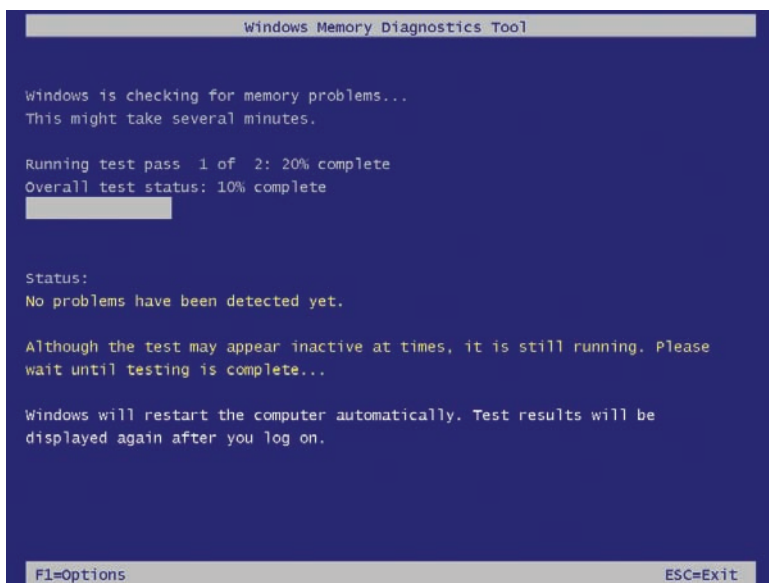 Windows Memory Diagnostics Tool
Windows is checking for memory problems...
This might take several minutes.
Running test pass  1 of  2: 20% complete
Overall test status: 10% complete
Status:
No problems have been detected yet.
Although the test may appear inactive at times, it is still running. Please
wait until testing is complete...
Windows will restart the computer automatically. Test results will be
displayed again after you log on.
F1=Options ESC=Exit